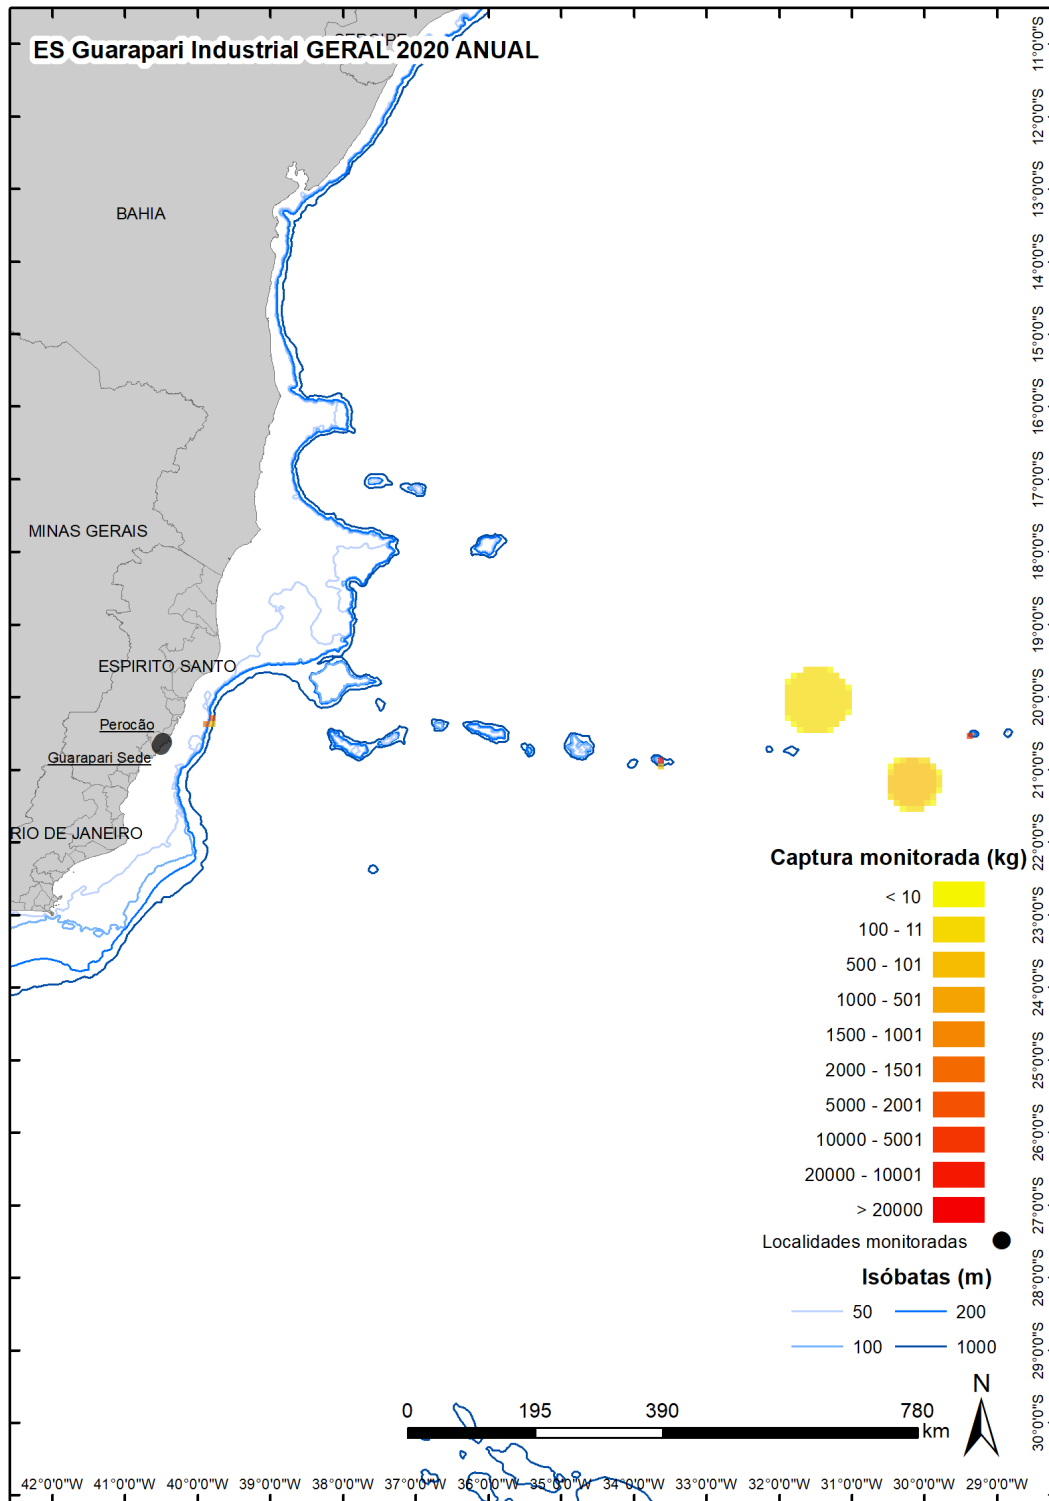 SERGIPE
ES Guarapari Industrial GERAL 2020 ANUAL
BAHIA
MINAS GERAIS
ESPIRITO SANTO
Perocão
Guarapari Sede
RIO DE JANEIRO
11°0'0"S
12°0'0"S
13°0'0"S
14°0'0"S
15°0'0"S
16°0'0"S
17°0'0"S
18°0'0"S
19°0'0"S
20°0'0"S
21°0'0"S
22°0'0"S
23°0'0"S
24°0'0"S
25°0'0"S
26°0'0"S
27°0'0"S
28°0'0"S
29°0'0"S
30°0'0"S
Captura monitorada (kg)
< 10
100 - 11
500 - 101
1000 - 501
1500 - 1001
2000 - 1501
5000 - 2001
10000 - 5001
20000 - 10001
> 20000
Localidades monitoradas
Isóbatas (m)
50 200
100 1000
N
0 195 390 780
km
42°0'0"W 41°0'0"W 40°0'0"W 39°0'0"W 38°0'0"W 37°0'0"W 36°0'0"W 35°0'0"W 34°0'0"W 33°0'0"W 32°0'0"W 31°0'0"W 30°0'0"W 29°0'0"W